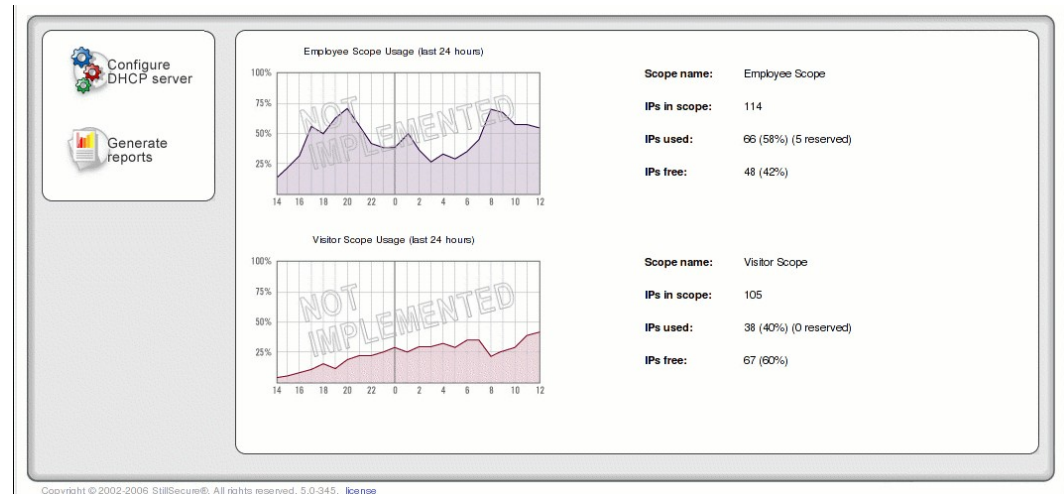 Configure
DHCP server
Generate
reports
Employee Scope Usage (last 24 hours)
100%
75%
50%
25%
NOT
IMPLEMENTED
14 16 18 20 22 0 2 4 6 8 10 12
Scope name: Employee Scope
IPs in scope: 114
IPs used: 66 (58%) (5 reserved)
IPs free: 48 (42%)
Visitor Scope Usage (last 24 hours)
100%
75%
50%
25%
NOT
IMPLEMENTED
14 16 18 20 22 0 2 4 6 8 10 12
Scope name: Visitor Scope
IPs in scope: 105
IPs used: 38 (40%) (0 reserved)
IPs free: 67 (60%)
Copyright © 2002-2006 StillSecure®. All rights reserved. 5.0-345. license